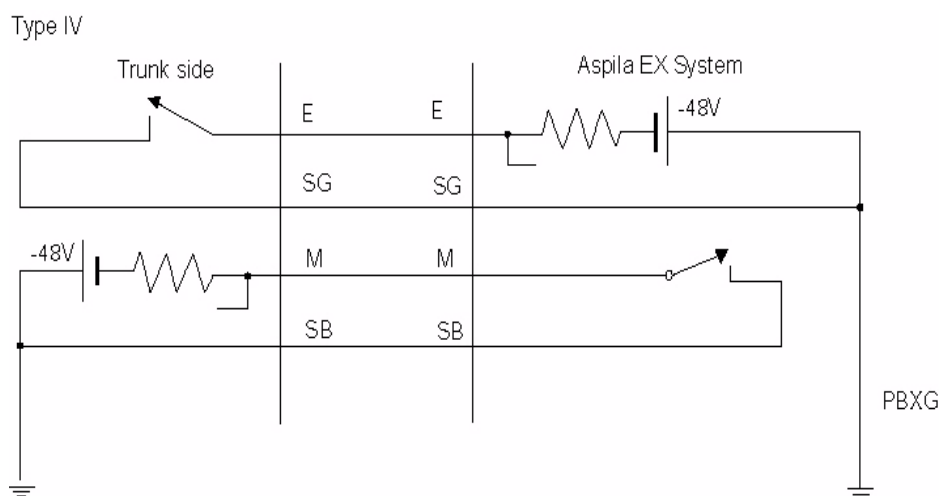 Type IV
Trunk side
Aspila EX System
E E
-48V
SG SG
-48V
M M
SB SB
PBXG